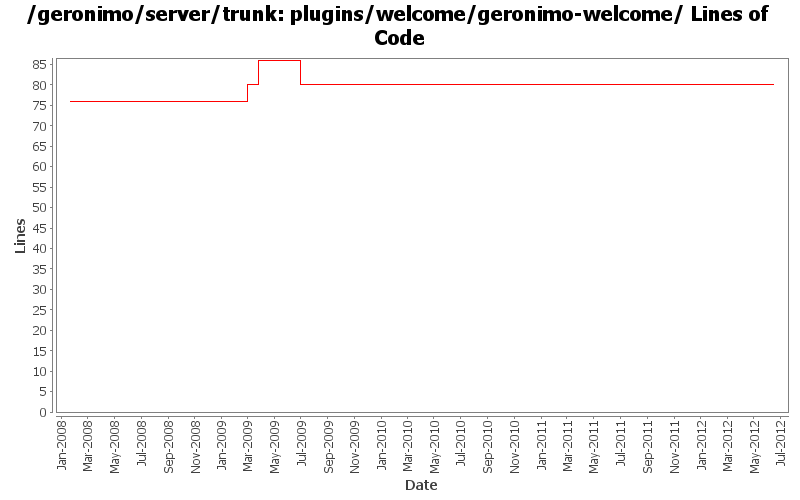 /geronimo/server/trunk: plugins/welcome/geronimo-welcome/ Lines of
Code
Lines
85
80
75
70
65
60
55
50
45
40
35
30
25
20
15
10
5
0
Jan-2008
Mar-2008
May-2008
Jul-2008
Sep-2008
Nov-2008
Jan-2009
Mar-2009
May-2009
Jul-2009
Sep-2009
Nov-2009
Jan-2010
Mar-2010
May-2010
Jul-2010
Sep-2010
Nov-2010
Jan-2011
Mar-2011
May-2011
Jul-2011
Sep-2011
Nov-2011
Jan-2012
Mar-2012
May-2012
Jul-2012
Date